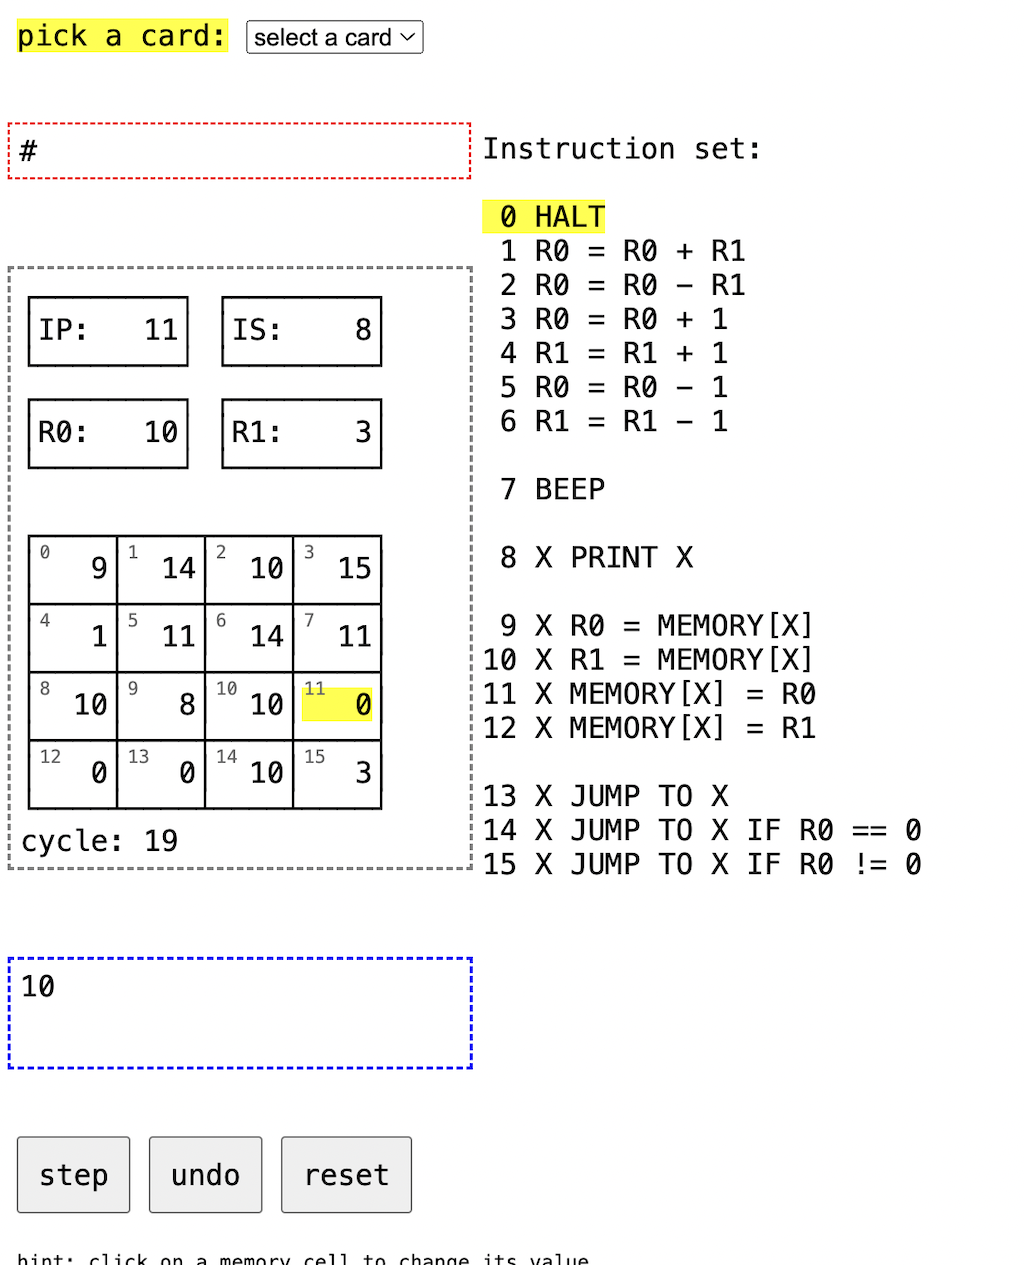 pick a card: select a card
#
Instruction set:
0 HALT
1 R0 = R0 + R1
2 R0 = R0 - R1
3 R0 = R0 + 1
4 R1 = R1 + 1
5 R0 = R0 - 1
6 R1 = R1 - 1
7 BEEP
8 X PRINT X
9 X R0 = MEMORY[X]
10 X R1 = MEMORY[X]
11 X MEMORY[X] = R0
12 X MEMORY[X] = R1
13 X JUMP TO X
14 X JUMP TO X IF R0 == 0
15 X JUMP TO X IF R0 != 0
IP: 11 IS: 8
R0: 10 R1: 3
0 9 1 14 2 10 3 15
4 1 5 11 6 14 7 11
8 10 9 8 10 10 11 0
12 0 13 0 14 10 15 3
cycle: 19
10
step undo reset
hint: click on a memory cell to change its value